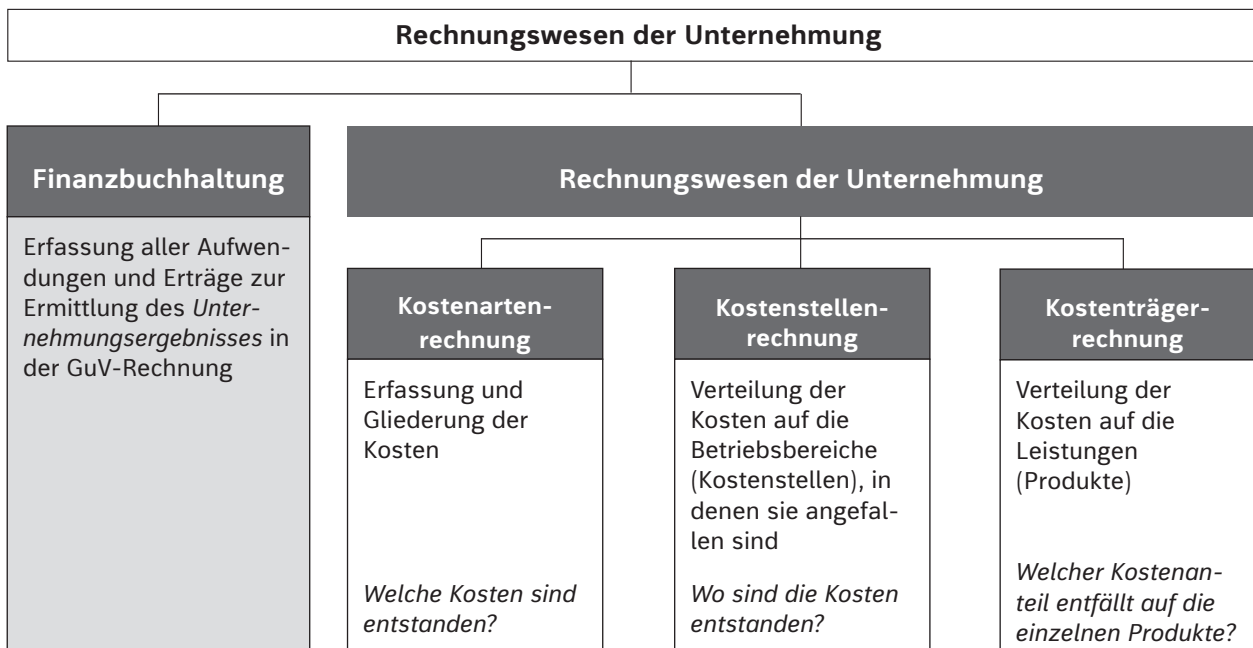 Rechnungswesen der Unternehmung
Finanzbuchhaltung
Erfassung aller Aufwen-
dungen und Erträge zur
Ermittlung des Unter-
nehmungsergebnisses in
der GuV-Rechnung
Rechnungswesen der Unternehmung
Kostenarten-
rechnung
Erfassung und
Gliederung der
Kosten
Welche Kosten sind
entstanden?
Kostenstellen-
rechnung
Verteilung der
Kosten auf die
Betriebsbereiche
(Kostenstellen), in
denen sie angefal-
len sind
Wo sind die Kosten
entstanden?
Kostenträger-
rechnung
Verteilung der
Kosten auf die
Leistungen
(Produkte)
Welcher Kostenan-
teil entfällt auf die
einzelnen Produkte?